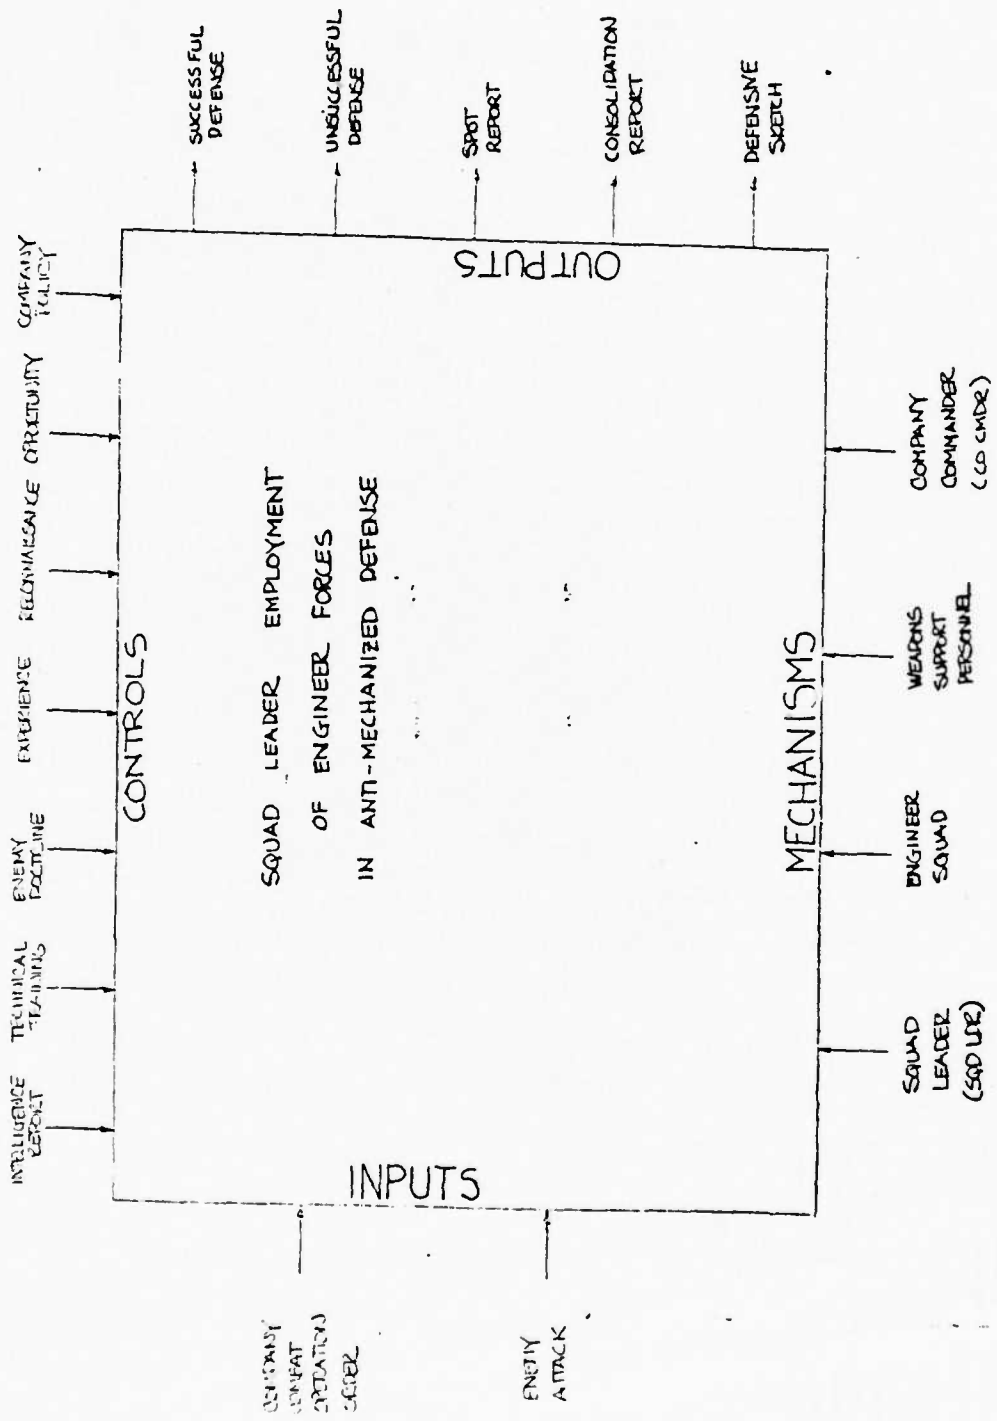 INTELLIGENCE
REPORT
TECHNICAL
TRAINING
ENEMY
DOCTRINE
EXPERIENCE
RECONNAISSANCE
OPPORTUNITY
COMPANY
POLICY
CONTROLS
COMPANY
COMBAT
OPERATION
ORDER
ENEMY
ATTACK
INPUTS
SQUAD LEADER EMPLOYMENT
OF ENGINEER FORCES
IN ANTI-MECHANIZED DEFENSE
OUTPUTS
SUCCESSFUL
DEFENSE
UNSUCCESSFUL
DEFENSE
SPOT
REPORT
CONSOLIDATION
REPORT
DEFENSIVE
SKETCH
MECHANISMS
SQUAD
LEADER
(SQD LDR)
ENGINEER
SQUAD
WEAPONS
SUPPORT
PERSONNEL
COMPANY
COMMANDER
(CO CMDR)